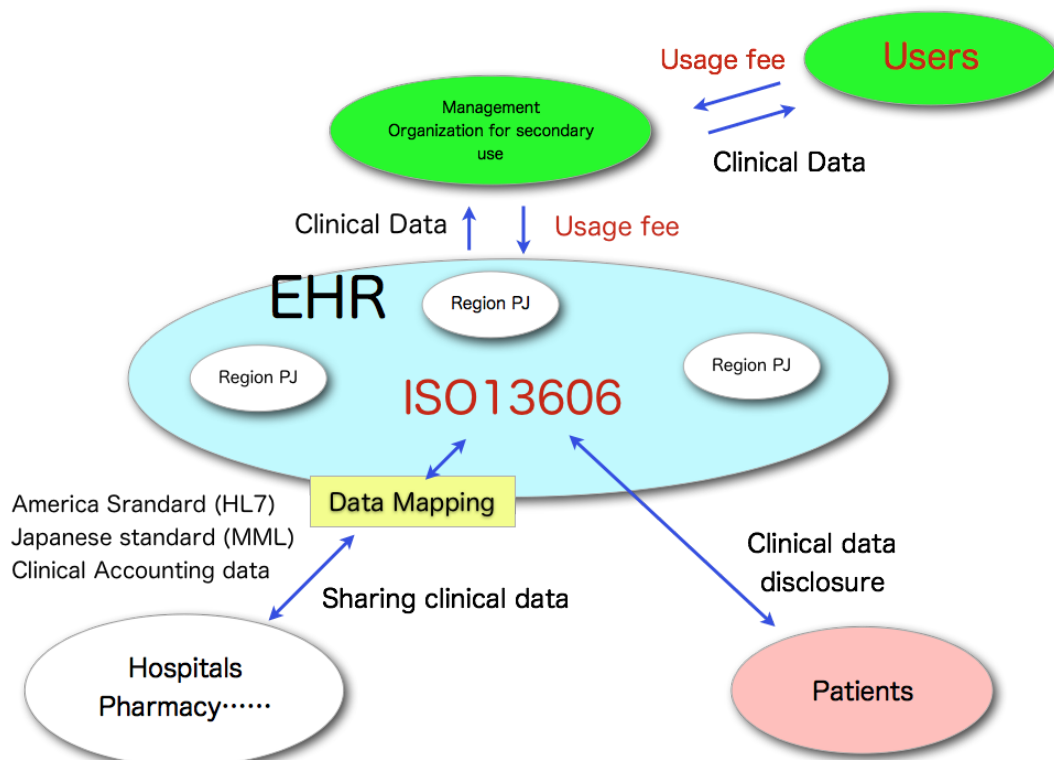 Users
Usage fee
Management
Organization for secondary
use
Clinical Data
Clinical Data
Usage fee
EHR
Region PJ
Region PJ
Region PJ
ISO13606
Data Mapping
America Srandard (HL7)
Japanese standard (MML)
Clinical Accounting data
Sharing clinical data
Clinical data
disclosure
Hospitals
Pharmacy⋯⋯
Patients